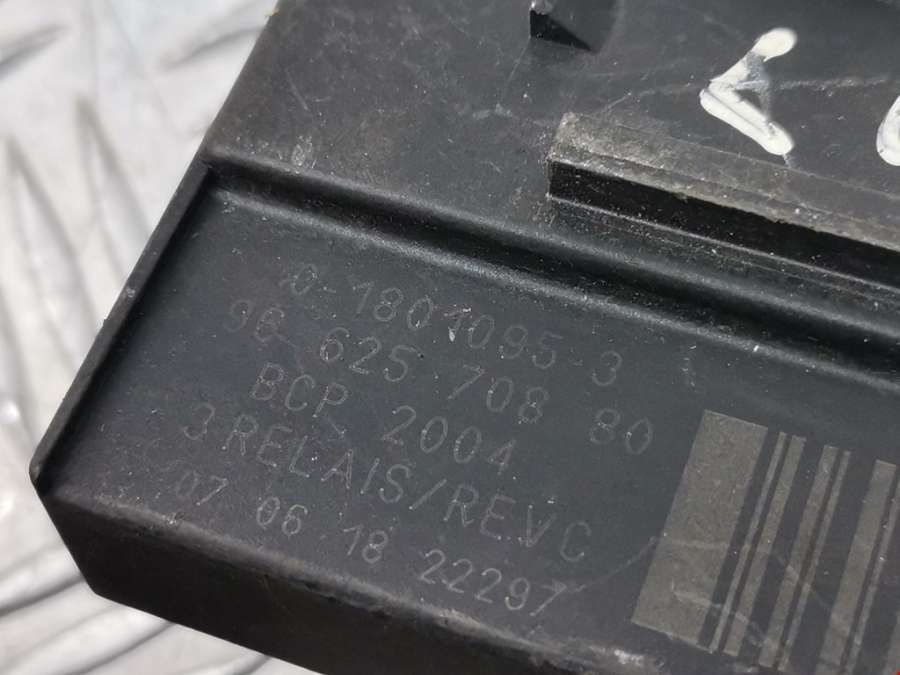 0-1801095-3
96 625 708 80
BCP 2004
3 RELAIS/REVC
07 06 18 22297